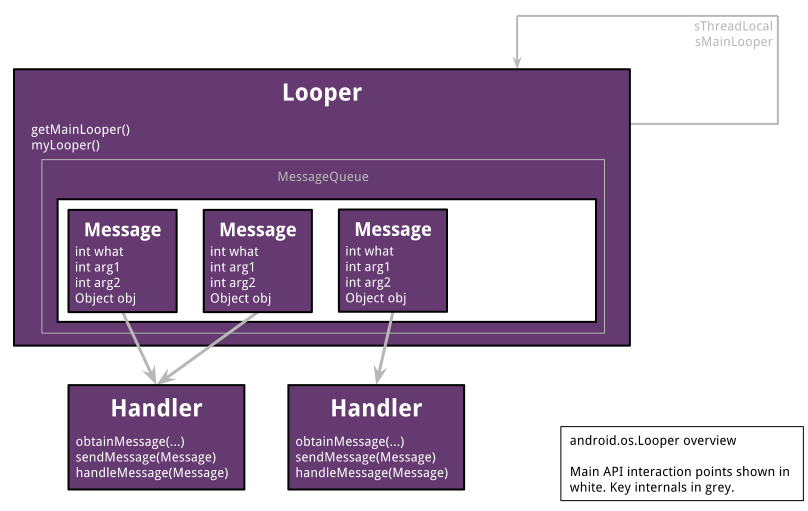 sThreadLocal
sMainLooper
Looper
getMainLooper()
myLooper()
MessageQueue
Message
int what
int arg1
int arg2
Object obj
Message
int what
int arg1
int arg2
Object obj
Message
int what
int arg1
int arg2
Object obj
Handler
obtainMessage(...)
sendMessage(Message)
handleMessage(Message)
Handler
obtainMessage(...)
sendMessage(Message)
handleMessage(Message)
android.os.Looper overview
Main API interaction points shown in
white. Key internals in grey.